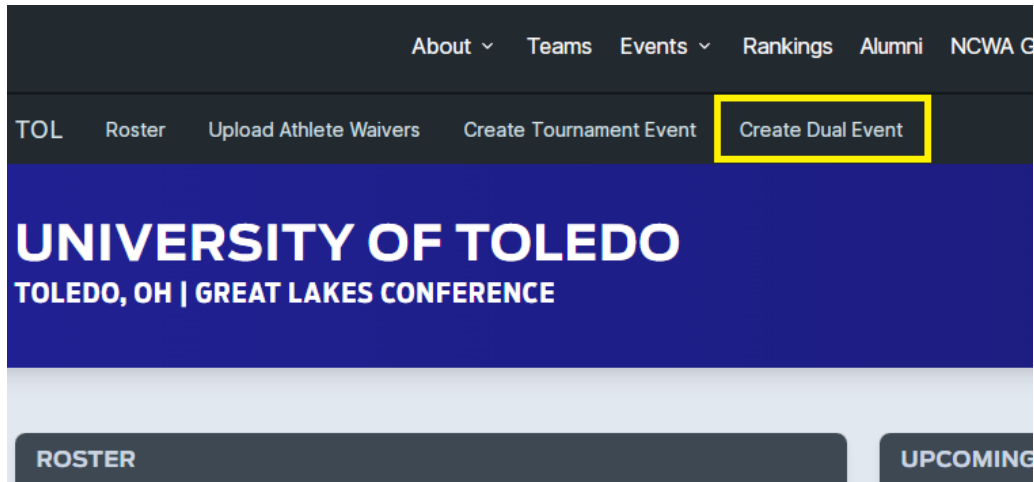 About Teams Events Rankings Alumni NCWA G
TOL Roster Upload Athlete Waivers Create Tournament Event Create Dual Event
UNIVERSITY OF TOLEDO
TOLEDO, OH | GREAT LAKES CONFERENCE
ROSTER UPCOMING